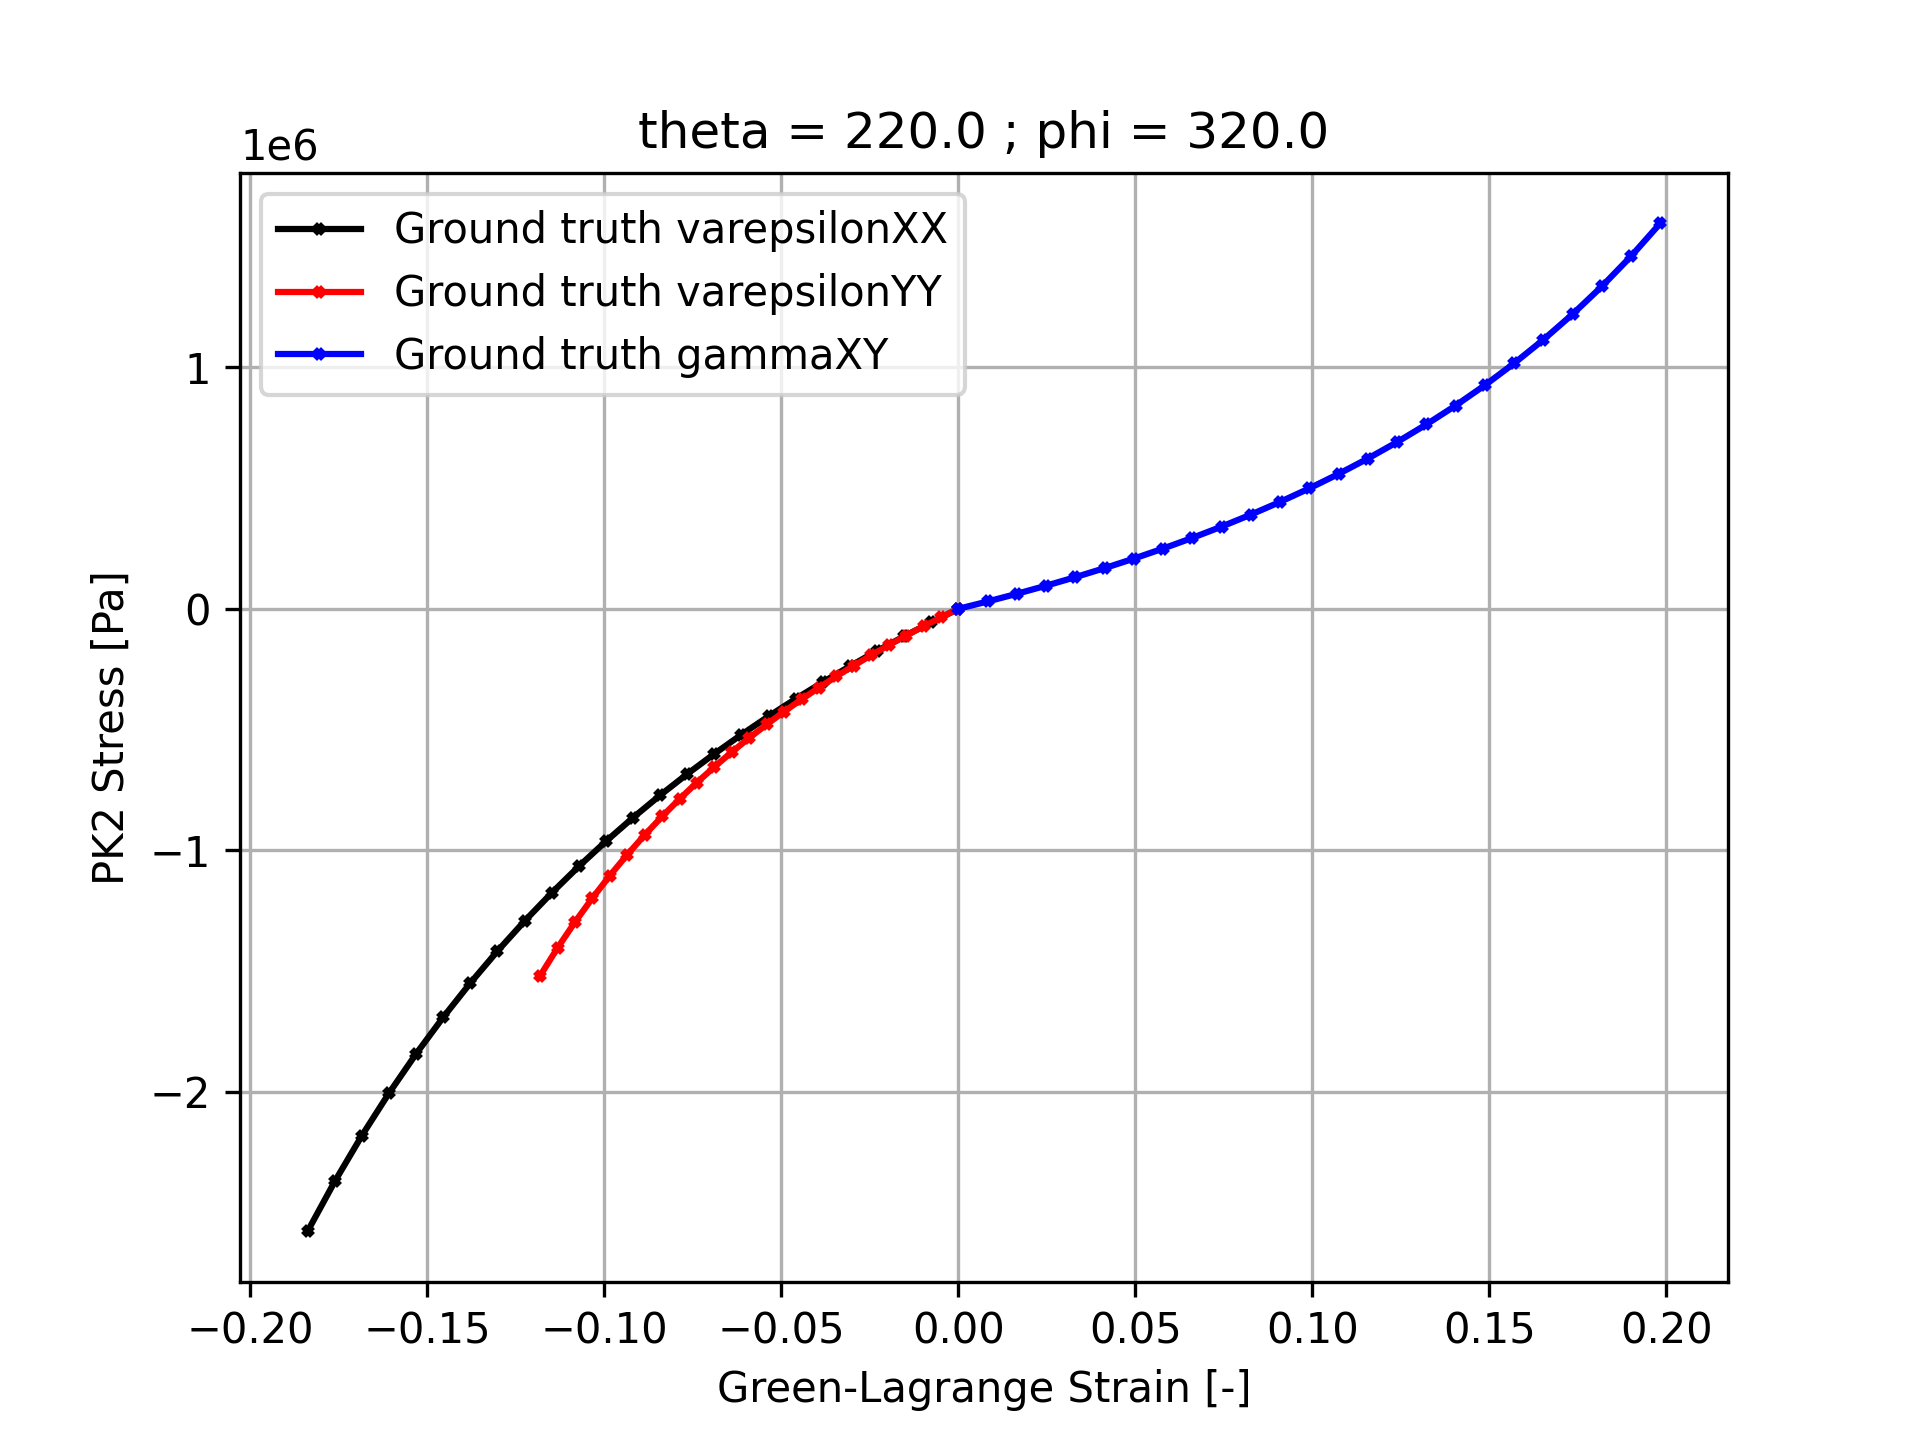 theta = 220.0 ; phi = 320.0
1e6
Ground truth varepsilonXX
Ground truth varepsilonYY
Ground truth gammaXY
1
0
−1
−2
PK2 Stress [Pa]
−0.20 −0.15 −0.10 −0.05 0.00 0.05 0.10 0.15 0.20
Green-Lagrange Strain [-]